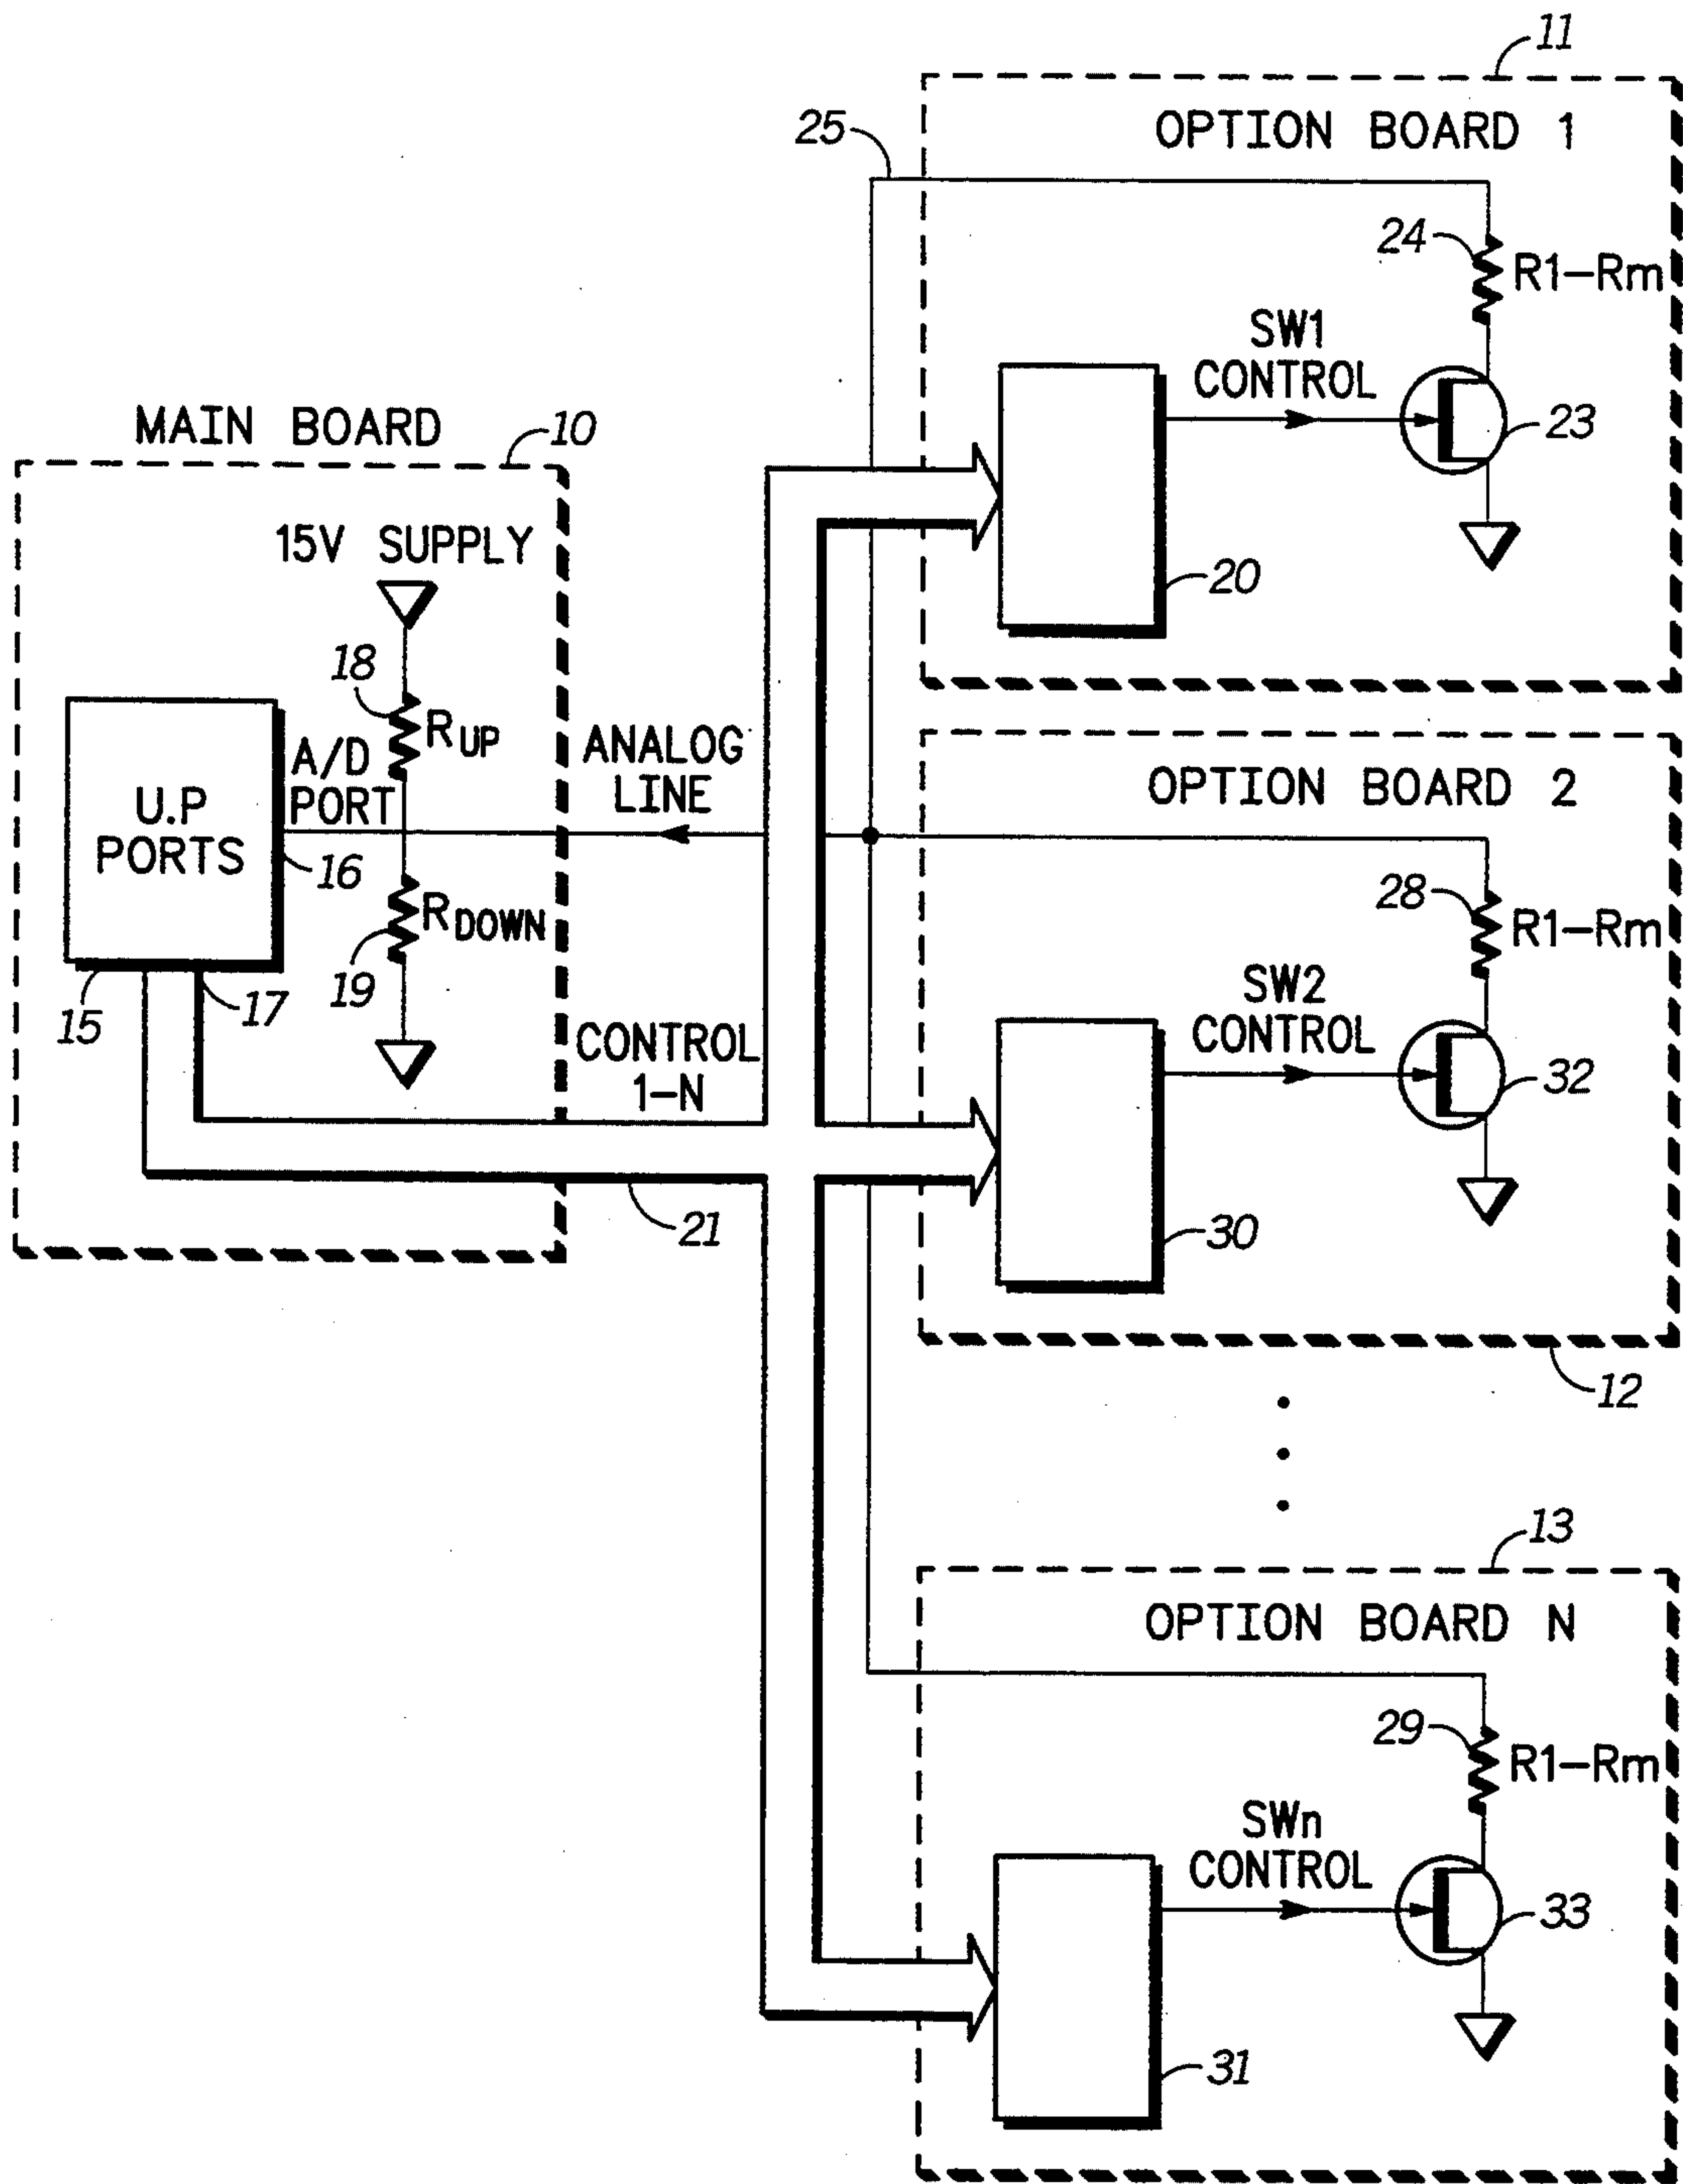 11
OPTION BOARD 1
25
24
R1-Rm
SW1
CONTROL
23
20
MAIN BOARD
10
15V SUPPLY
18
RUP
A/D
PORT
U.P
PORTS
16
RDOWN
19
15
17
ANALOG
LINE
CONTROL
1-N
21
OPTION BOARD 2
28
R1-Rm
SW2
CONTROL
32
30
12
13
OPTION BOARD N
29
R1-Rm
SWn
CONTROL
33
31